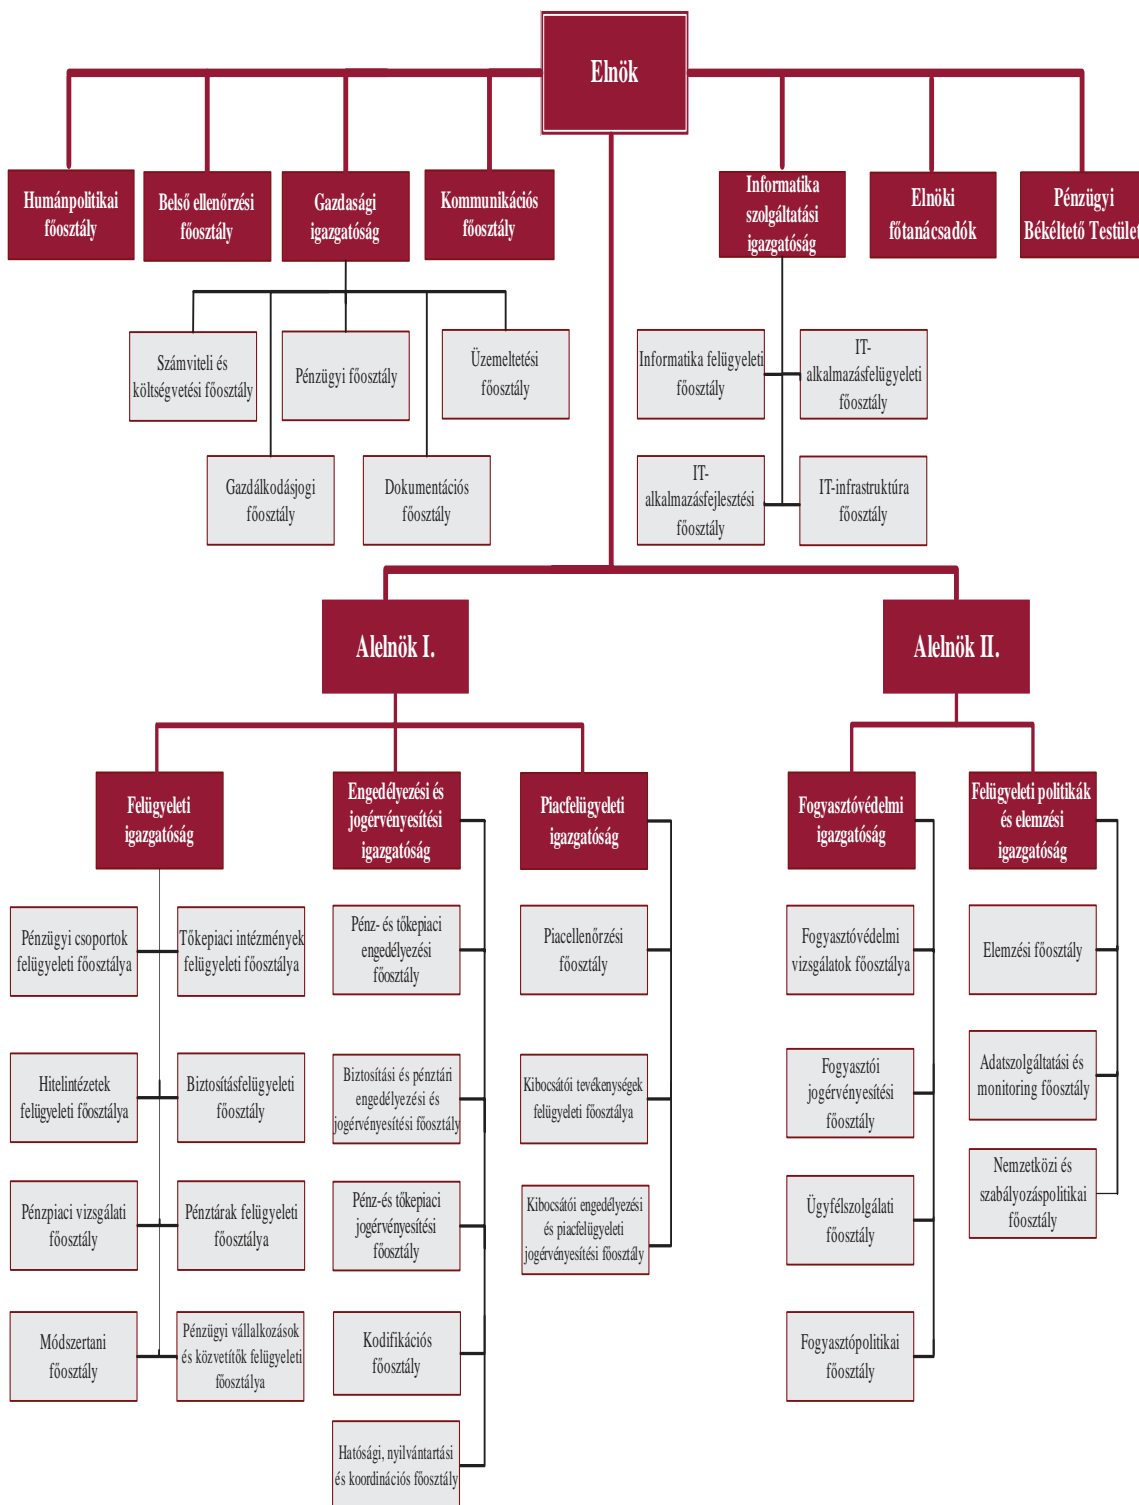 Elnök
Humánpolitikai
főosztály
Belső ellenőrzési
főosztály
Gazdasági
igazgatóság
Kommunikációs
főosztály
Informatika
szolgáltatási
igazgatóság
Elnöki
főtanácsadók
Pénzügyi
Békéltető Testület
Számviteli és
költségvetési főosztály
Pénzügyi főosztály
Üzemeltetési
főosztály
Gazdálkodásjogi
főosztály
Dokumentációs
főosztály
Informatika felügyeleti
főosztály
IT-
alkalmazásfelügyeleti
főosztály
IT-
alkalmazásfejlesztési
főosztály
IT-infrastruktúra
főosztály
Alelnök I.
Alelnök II.
Felügyeleti
igazgatóság
Engedélyezési és
jogérvényesítési
igazgatóság
Piacfelügyeleti
igazgatóság
Fogyasztóvédelmi
igazgatóság
Felügyeleti politikák
és elemzési
igazgatóság
Pénzügyi csoportok
felügyeleti főosztálya
Tőkepiaci intézmények
felügyeleti főosztálya
Hitelintézetek
felügyeleti főosztálya
Biztosításfelügyeleti
főosztály
Pénzpiaci vizsgálati
főosztály
Pénztárak felügyeleti
főosztálya
Módszertani
főosztály
Pénzügyi vállalkozások
és közvetítők felügyeleti
főosztálya
Pénz- és tőkepiaci
engedélyezési
főosztály
Biztosítási és pénztári
engedélyezési és
jogérvényesítési főosztály
Pénz-és tőkepiaci
jogérvényesítési
főosztály
Kodifikációs
főosztály
Hatósági, nyilvántartási
és koordinációs főosztály
Piacellenőrzési
főosztály
Kibocsátói tevékenységek
felügyeleti főosztálya
Kibocsátói engedélyezési
és piacfelügyeleti
jogérvényesítési főosztály
Fogyasztóvédelmi
vizsgálatok főosztálya
Fogyasztói
jogérvényesítési
főosztály
Ügyfélszolgálati
főosztály
Fogyasztópolitikai
főosztály
Elemzési főosztály
Adatszolgáltatási és
monitoring főosztály
Nemzetközi és
szabályozáspolitikai
főosztály